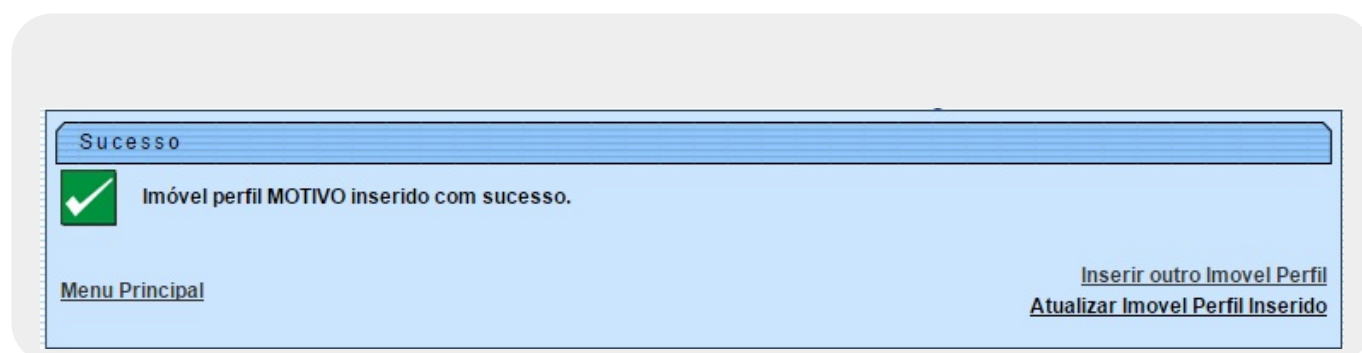 Sucesso
Imóvel perfil MOTIVO inserido com sucesso.
Menu Principal
Inserir outro Imovel Perfil
Atualizar Imovel Perfil Inserido